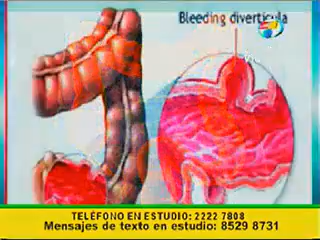 Bleeding diverticula
TELÉFONO EN ESTUDIO: 2222 7808
Mensajes de texto en estudio: 8529 8731